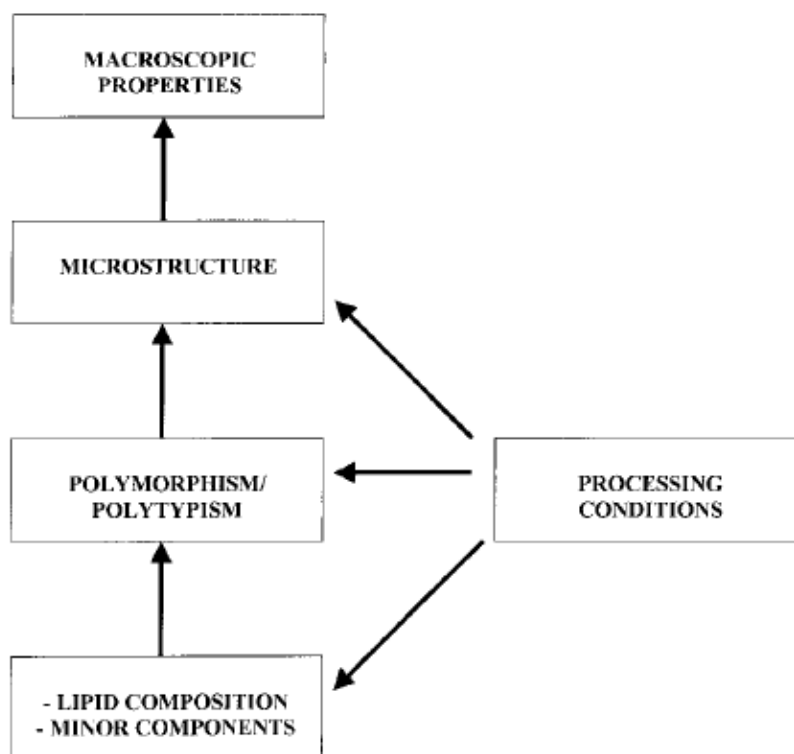 MACROSCOPIC
PROPERTIES
MICROSTRUCTURE
POLYMORPHISM/
POLYTYPISM
PROCESSING
CONDITIONS
- LIPID COMPOSITION
- MINOR COMPONENTS